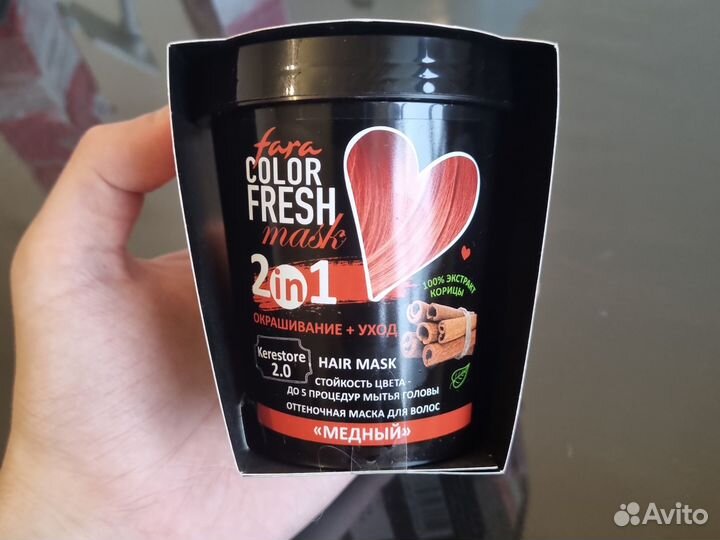 fara
COLOR
FRESH
mask
2in1
ОКРАШИВАНИЕ + УХОД
100% ЭКСТРАКТ
КОРИЦЫ
Kerestore
2.0
HAIR MASK
СТОЙКОСТЬ ЦВЕТА -
ДО 5 ПРОЦЕДУР МЫТЬЯ ГОЛОВЫ
ОТТЕНОЧНАЯ МАСКА ДЛЯ ВОЛОС
«МЕДНЫЙ»
Avito